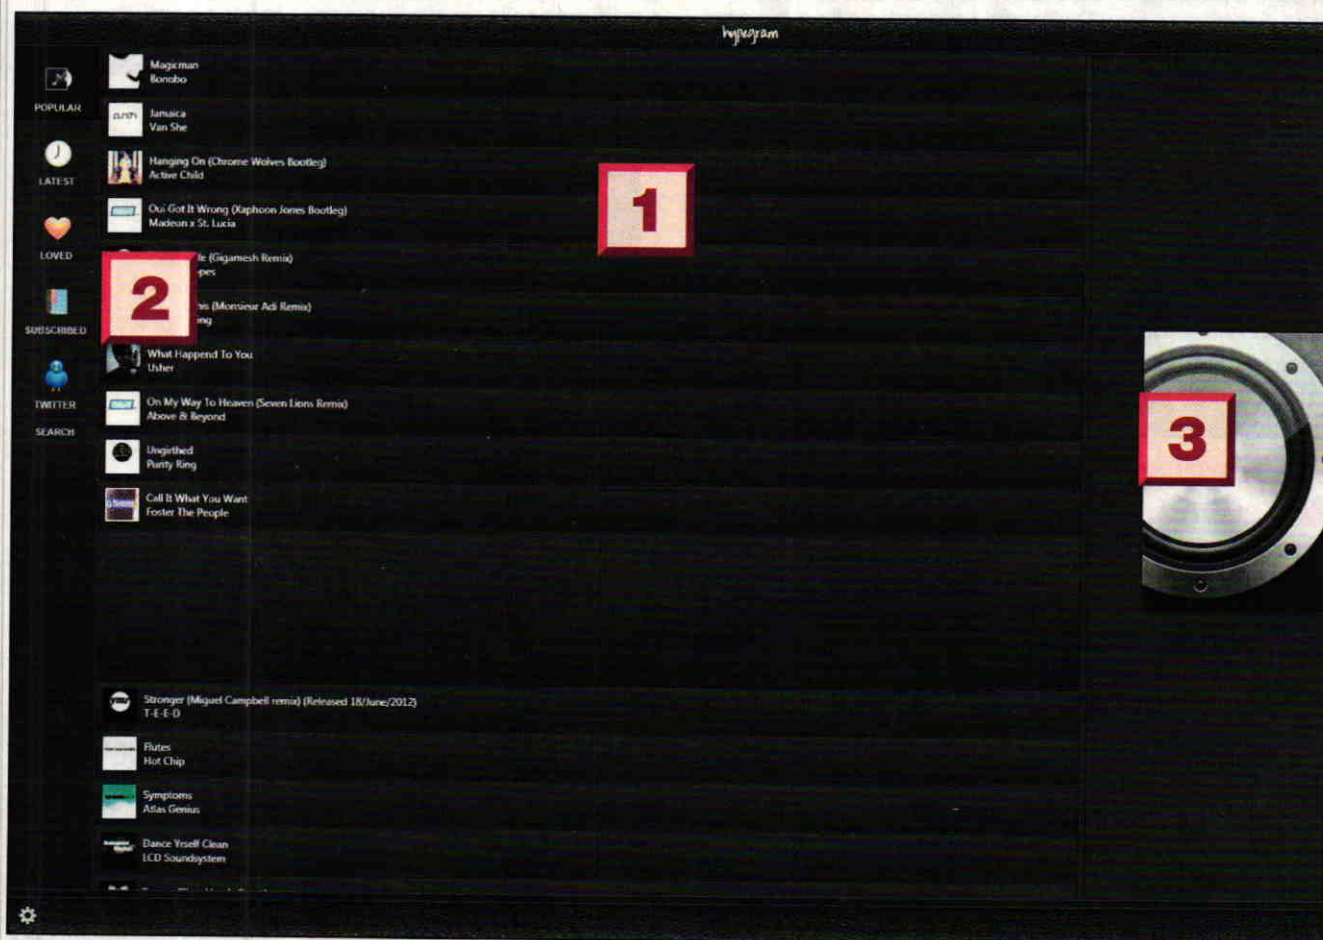 hypegram
POPULAR
LATEST
LOVED
SUBSCRIBED
TWITTER
SEARCH
Magicman
Bonobo
Jamaica
Van She
Hanging On (Chrome Wolves Bootleg)
Active Child
Oui Got It Wrong (Xaphoon Jones Bootleg)
Madeon x St. Lucia
le (Gigamesh Remix)
pes
his (Monsieur Adi Remix)
ing
What Happend To You
Usher
On My Way To Heaven (Seven Lions Remix)
Above & Beyond
Ungirthed
Purity Ring
Call It What You Want
Foster The People
Stronger (Miguel Campbell remix) (Released 18/June/2012)
T-E-E-D
Flutes
Hot Chip
Symptoms
Atlas Genius
Dance Yrself Clean
LCD Soundsystem
1
2
3